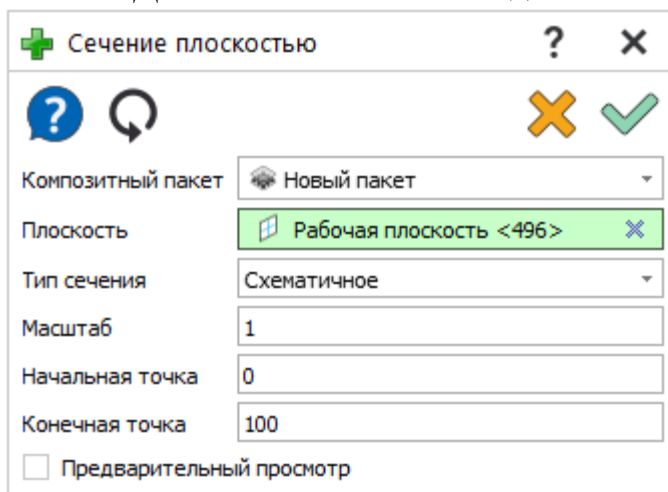 Сечение плоскостью ? ×
?
Композитный пакет Новый пакет
Плоскость Рабочая плоскость <496>
Тип сечения Схематичное
Масштаб 1
Начальная точка 0
Конечная точка 100
Предварительный просмотр